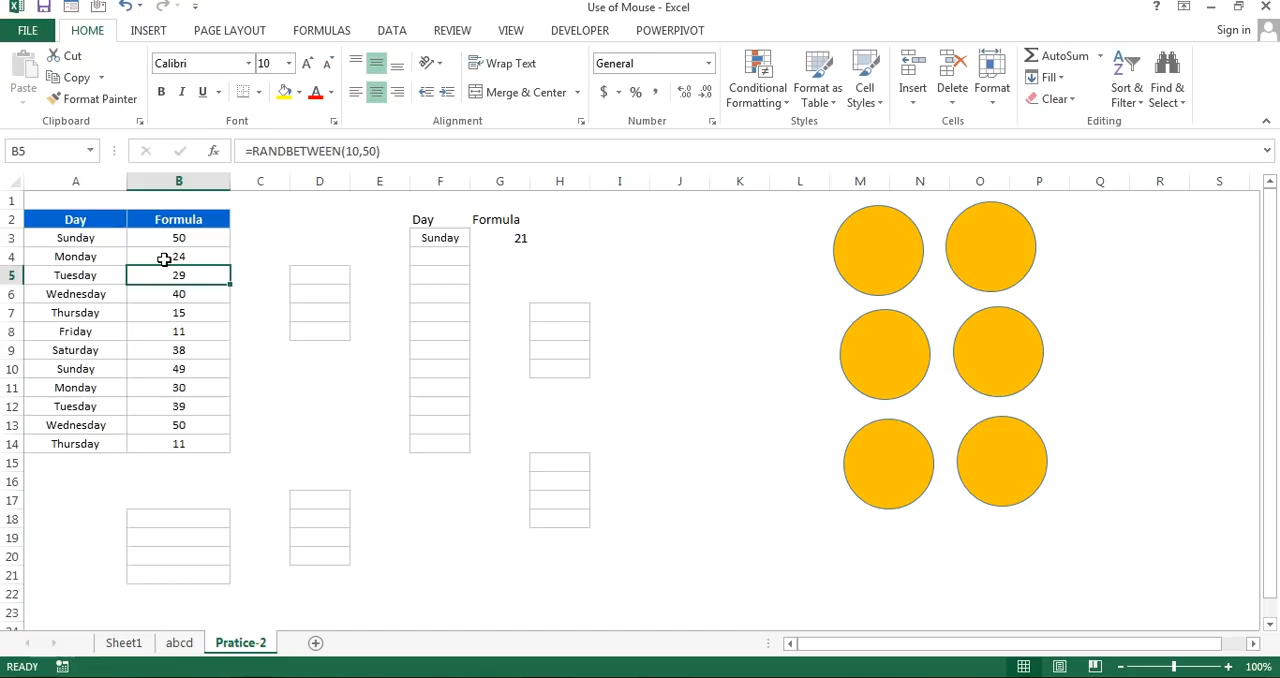 Use of Mouse - Excel
?
Sign in
FILE HOME INSERT PAGE LAYOUT FORMULAS DATA REVIEW VIEW DEVELOPER POWERPIVOT
Paste
Cut
Copy
Format Painter
Clipboard
Calibri 10 A A
B I U A
Font
Wrap Text
Merge & Center
Alignment
General
$ % ,
Number
Conditional Formatting
Format as Table
Cell Styles
Styles
Insert Delete Format
Cells
AutoSum
Fill
Clear
Sort & Filter
Find & Select
Editing
B5 fx =RANDBETWEEN(10,50)
A B C D E F G H I J K L M N O P Q R S
1
2 Day Formula Day Formula
3 Sunday 50 Sunday 21
4 Monday 24
5 Tuesday 29
6 Wednesday 40
7 Thursday 15
8 Friday 11
9 Saturday 38
10 Sunday 49
11 Monday 30
12 Tuesday 39
13 Wednesday 50
14 Thursday 11
15
16
17
18
19
20
21
22
23
Sheet1 abcd Pratice-2
READY 100%